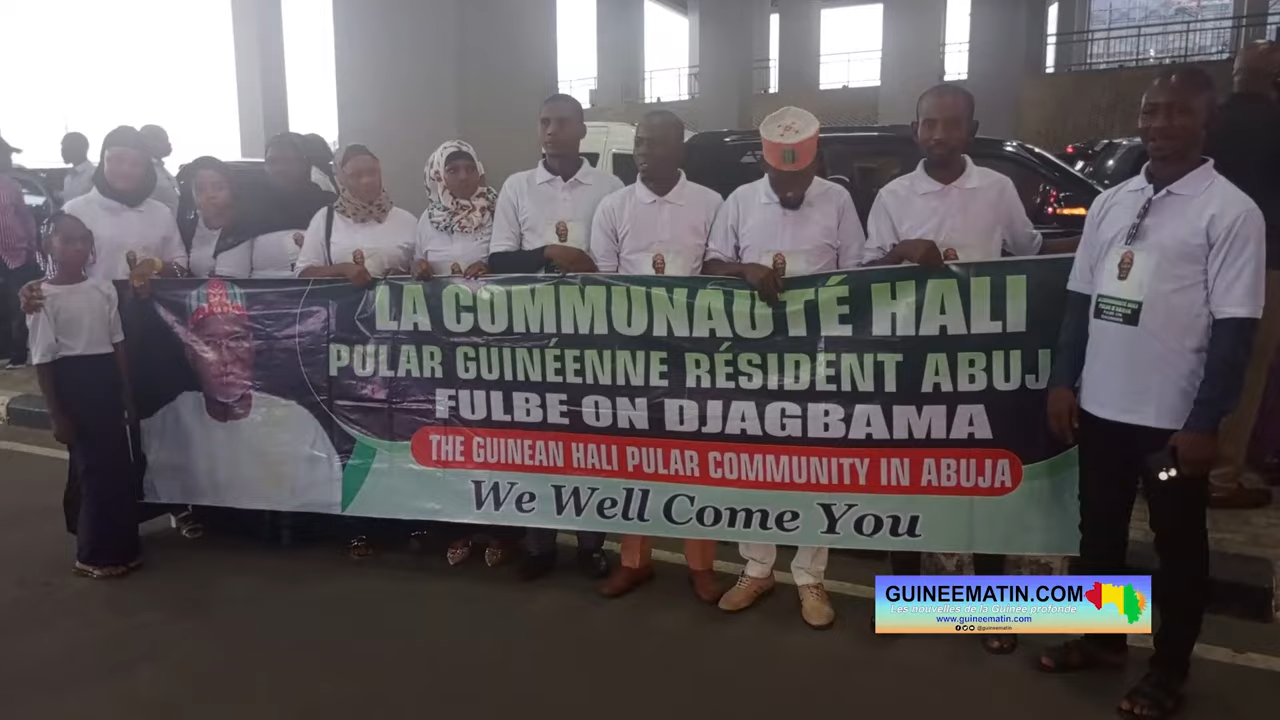 LA COMMUNAUTÉ HALI
PULAR GUINÉENNE RÉSIDENT ABUJ
FULBE ON DJAGBAMA
THE GUINEAN HALI PULAR COMMUNITY IN ABUJA
We Well Come You
GUINEEMATIN.COM
Les nouvelles de la Guinée profonde
www.guineematin.com
@guineematin